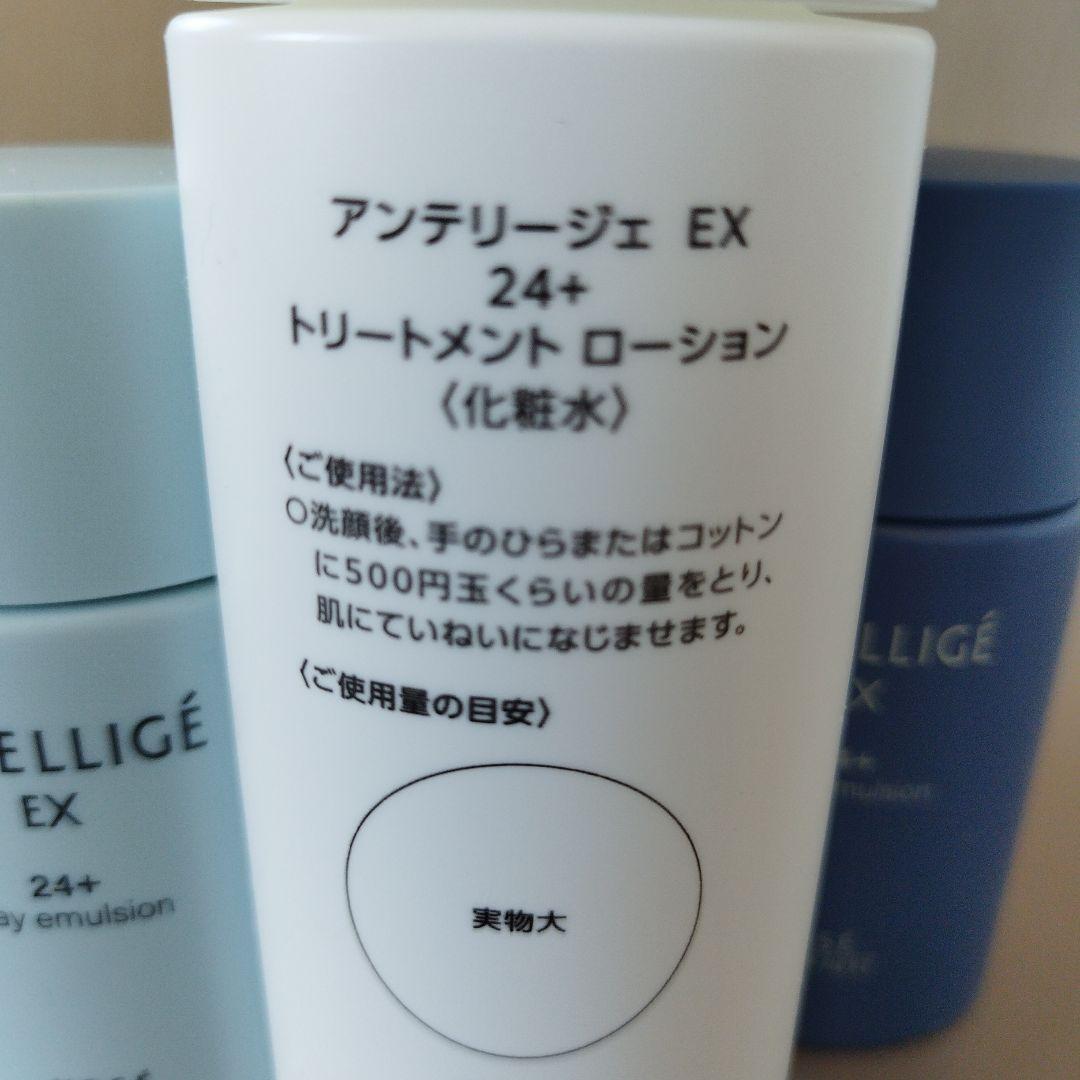 アンテリージェ EX
24+
トリートメント ローション
〈化粧水〉
〈ご使用法〉
○洗顔後、手のひらまたはコットン
に500円玉くらいの量をとり、
肌にていねいになじませます。
〈ご使用量の目安〉
実物大
ELLIGÉ
EX
24+
ay emulsion
LLIGÉ
X
emulsion